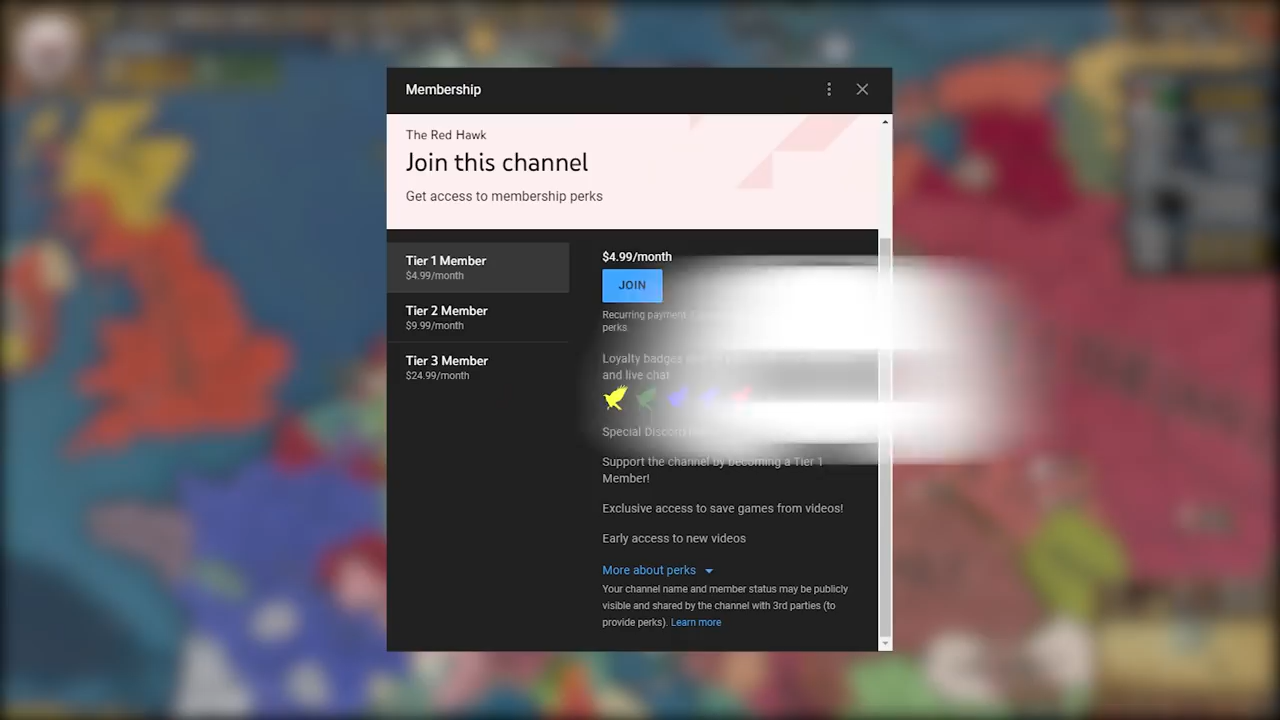 Membership
The Red Hawk
Join this channel
Get access to membership perks
Tier 1 Member
$4.99/month
Tier 2 Member
$9.99/month
Tier 3 Member
$24.99/month
$4.99/month
JOIN
Recurring payment
perks
Loyalty badges
and live chat
Special Discord
Support the channel by becoming a Tier 1
Member!
Exclusive access to save games from videos!
Early access to new videos
More about perks
Your channel name and member status may be publicly
visible and shared by the channel with 3rd parties (to
provide perks). Learn more